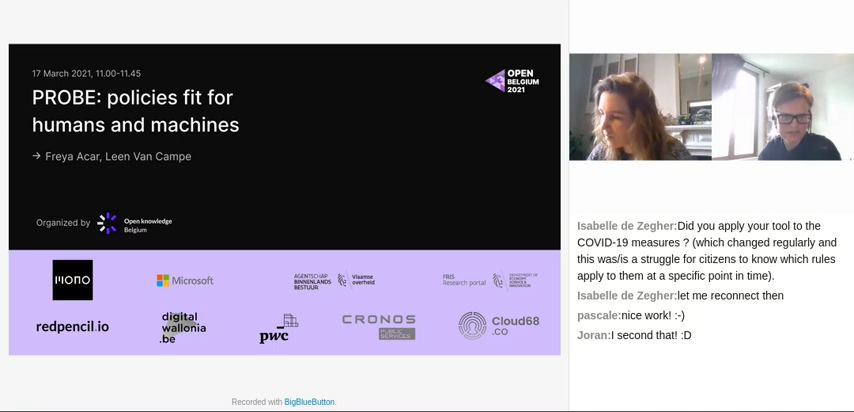 17 March 2021, 11.00-11.45
OPEN
BELGIUM
2021
PROBE: policies fit for
humans and machines
→ Freya Acar, Leen Van Campe
Organized by
Open knowledge
Belgium
MONO
Microsoft
AGENTSCHAP
BINNENLANDS
BESTUUR
Vlaamse
overheid
FRIS
Research portal
DEPARTMENT OF
ECONOMY
SCIENCE &
INNOVATION
redpencil.io
digital
wallonia
.be
pwc
CRONOS
PUBLIC
SERVICES
Cloud68
.CO
Recorded with BigBlueButton.
Isabelle de Zegher:Did you apply your tool to the
COVID-19 measures ? (which changed regularly and
this was/is a struggle for citizens to know which rules
apply to them at a specific point in time).
Isabelle de Zegher:let me reconnect then
pascale:nice work! :-)
Joran:I second that! :D